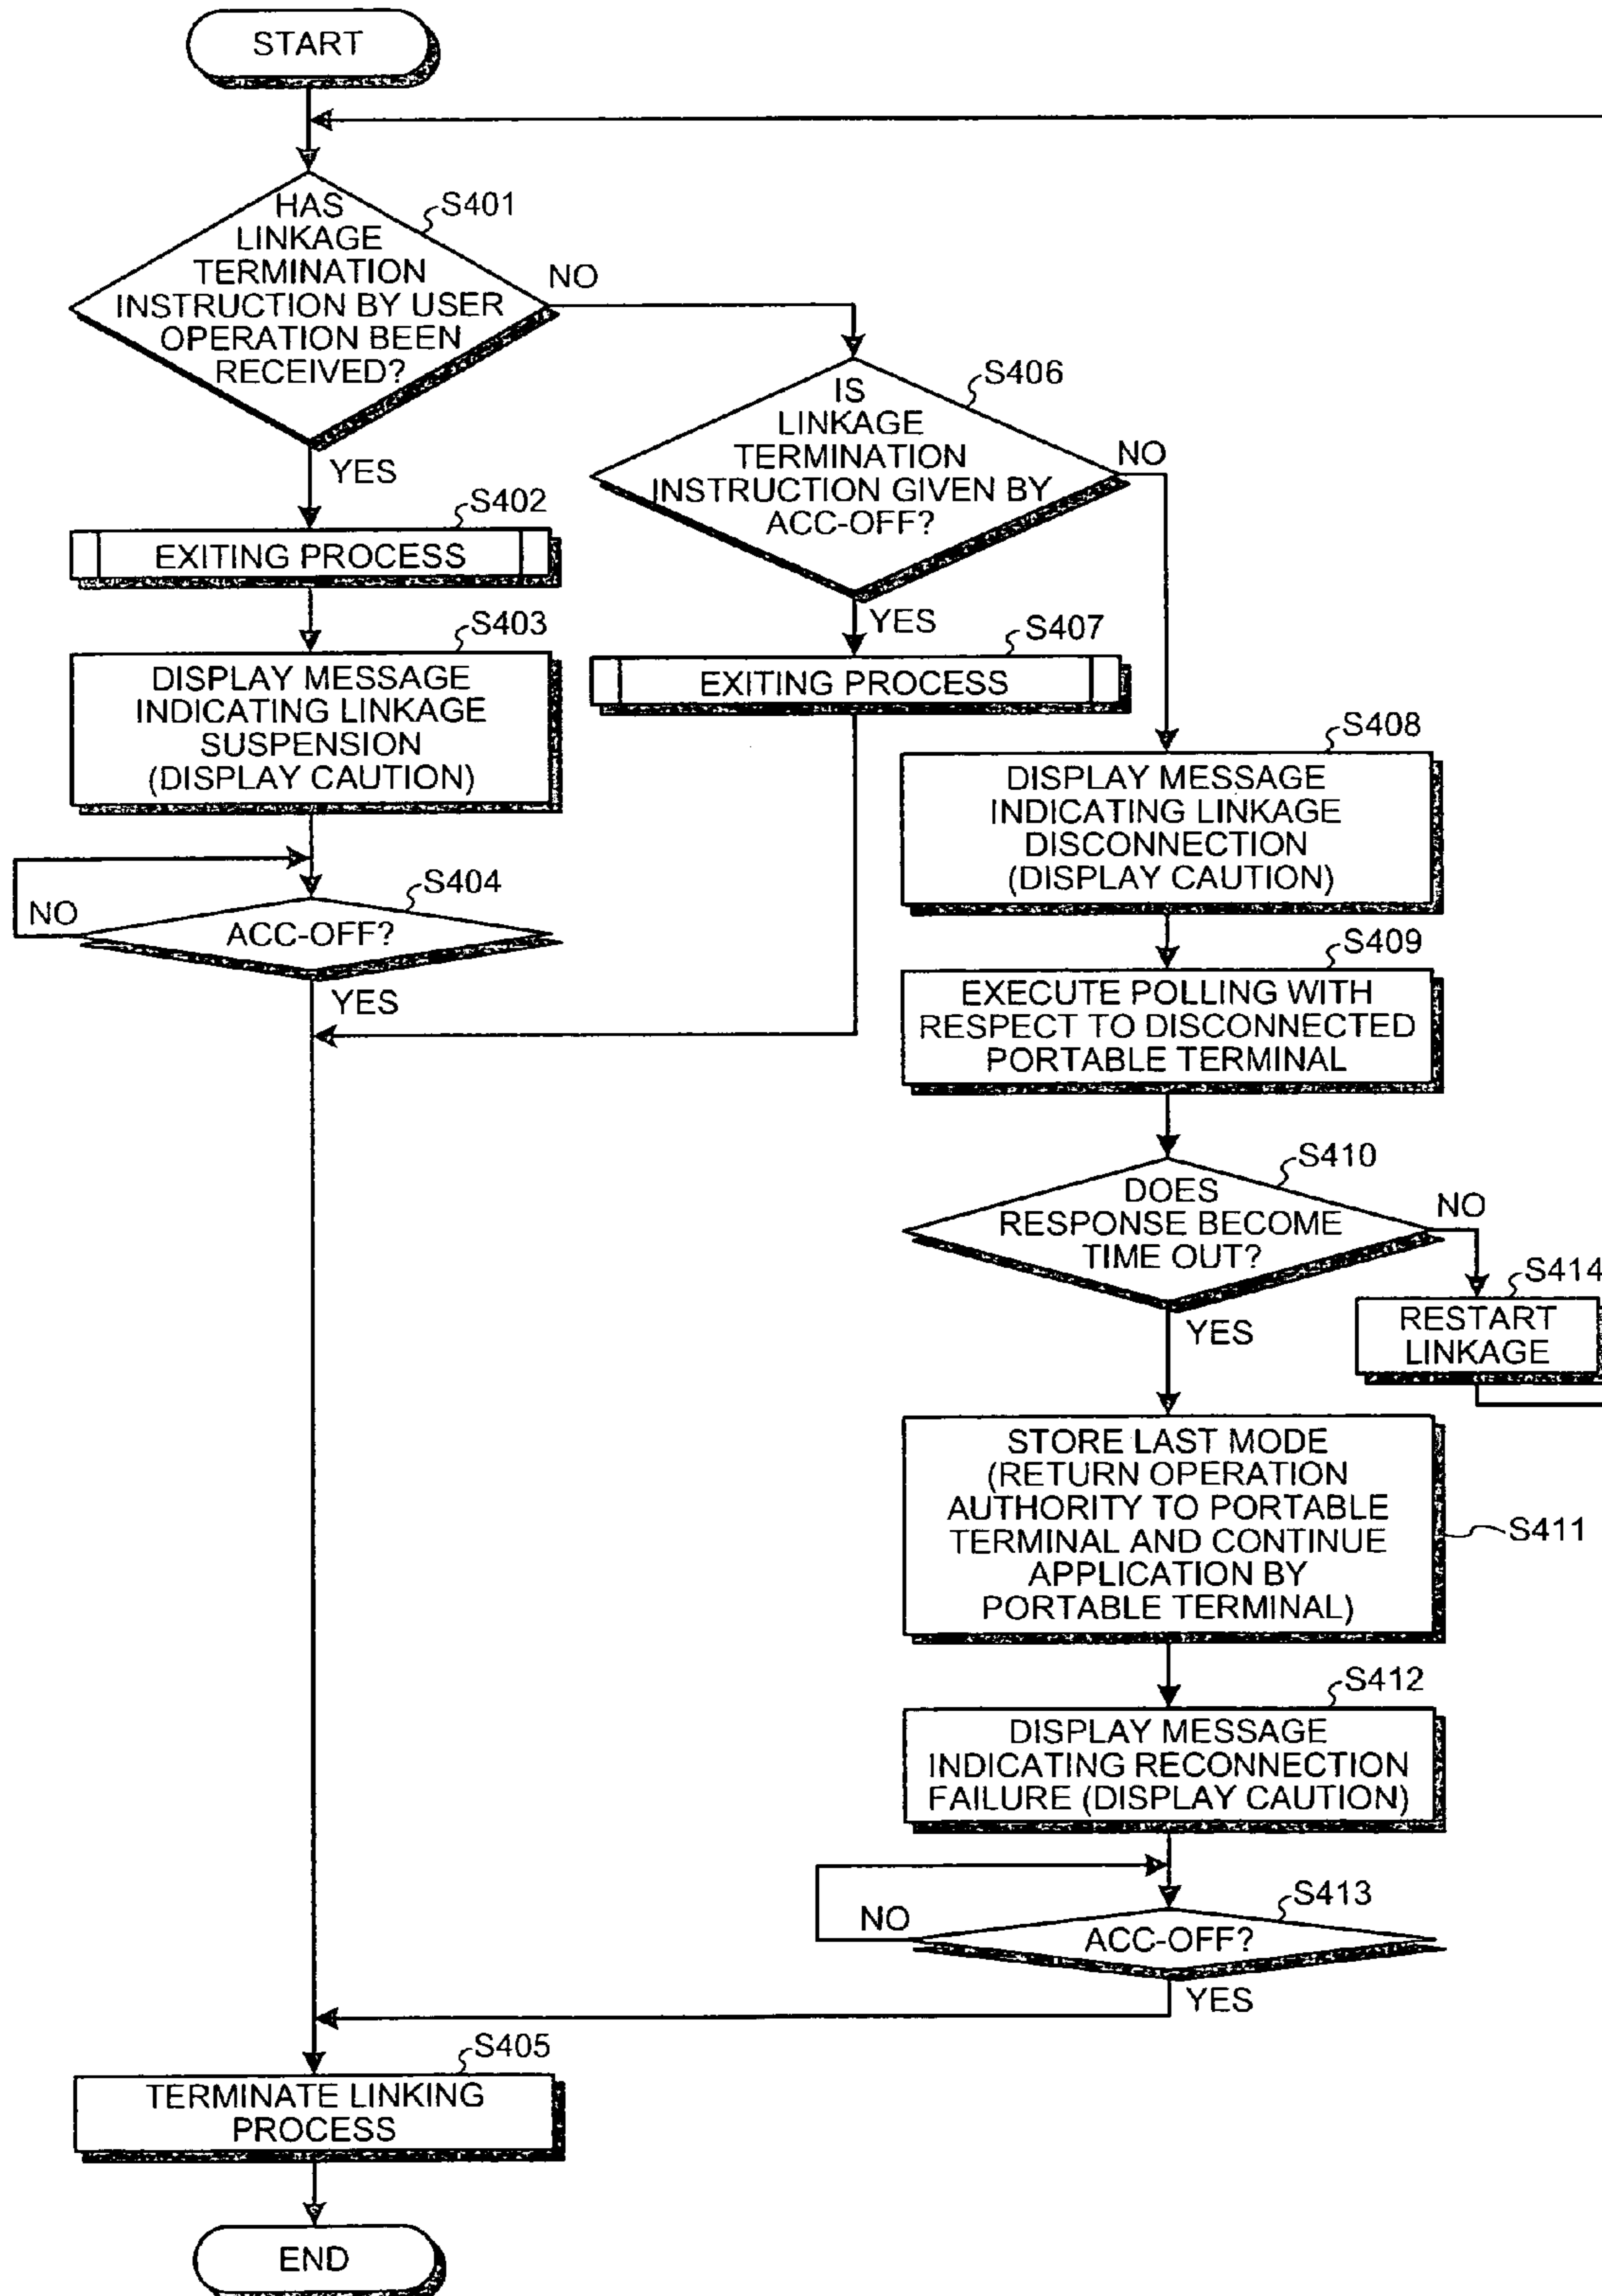 START
HAS
LINKAGE
TERMINATION
INSTRUCTION BY USER
OPERATION BEEN
RECEIVED?
S401
NO
YES
S402
EXITING PROCESS
S403
DISPLAY MESSAGE
INDICATING LINKAGE
SUSPENSION
(DISPLAY CAUTION)
S404
NO
ACC-OFF?
YES
S406
IS
LINKAGE
TERMINATION
INSTRUCTION GIVEN BY
ACC-OFF?
NO
YES
S407
EXITING PROCESS
S408
DISPLAY MESSAGE
INDICATING LINKAGE
DISCONNECTION
(DISPLAY CAUTION)
S409
EXECUTE POLLING WITH
RESPECT TO DISCONNECTED
PORTABLE TERMINAL
S410
DOES
RESPONSE BECOME
TIME OUT?
NO
YES
S414
RESTART
LINKAGE
STORE LAST MODE
(RETURN OPERATION
AUTHORITY TO PORTABLE
TERMINAL AND CONTINUE
APPLICATION BY
PORTABLE TERMINAL)
S411
S412
DISPLAY MESSAGE
INDICATING RECONNECTION
FAILURE (DISPLAY CAUTION)
S413
NO
ACC-OFF?
YES
S405
TERMINATE LINKING
PROCESS
END